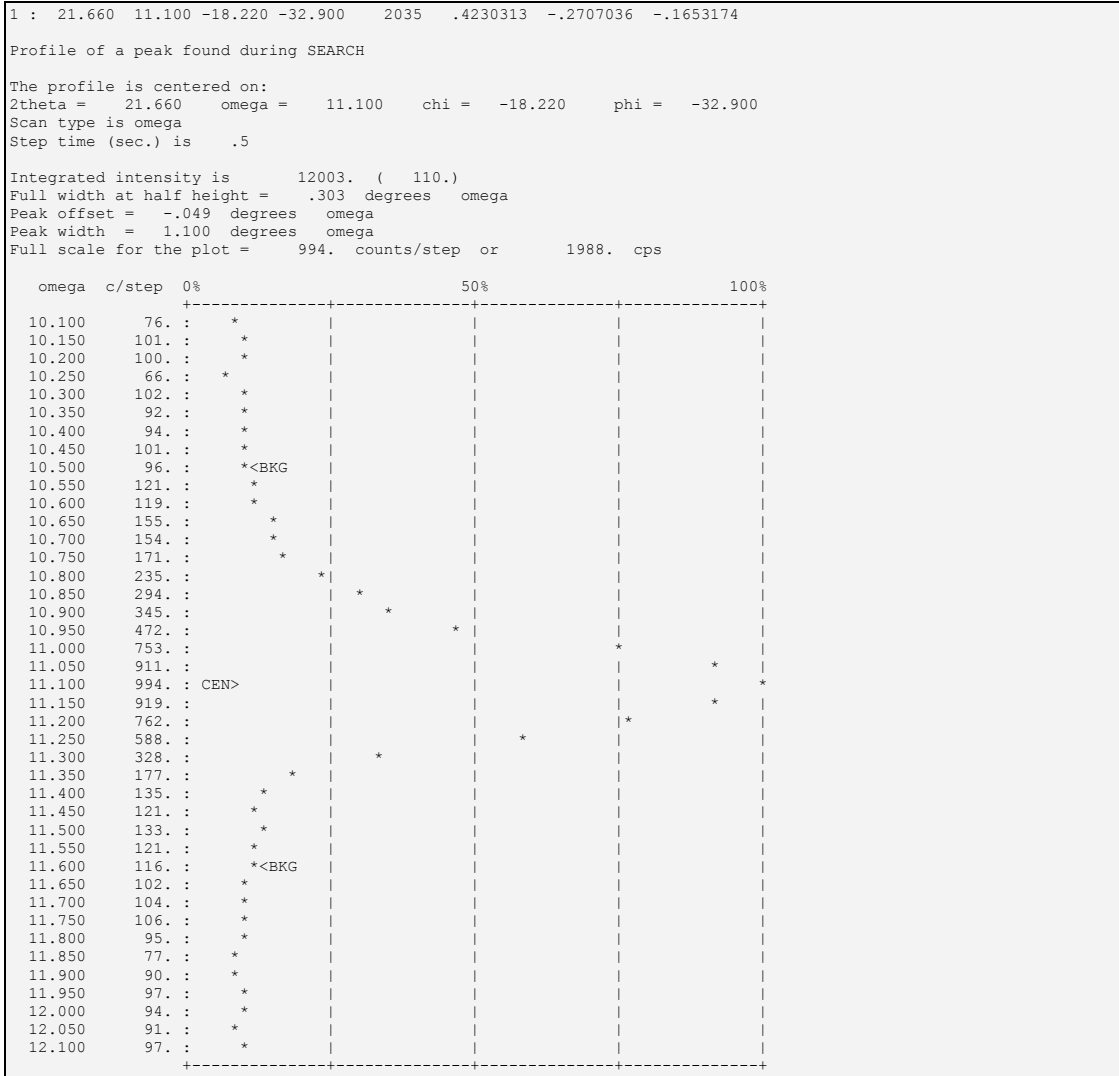 1 :  21.660  11.100 -18.220 -32.900    2035   .4230313  -.2707036  -.1653174
Profile of a peak found during SEARCH
The profile is centered on:
2theta =    21.660    omega =    11.100    chi =   -18.220     phi =   -32.900
Scan type is omega
Step time (sec.) is    .5
Integrated intensity is       12003. (   110.)
Full width at half height =    .303  degrees   omega
Peak offset =  -.049  degrees    omega
Peak width  =  1.100  degrees    omega
Full scale for the plot =     994.  counts/step  or       1988.  cps
   omega  c/step  0%                            50%                          100%
                  +---------------+---------------+---------------+---------------+
  10.100      76. :    *          |               |               |               |
  10.150     101. :     *         |               |               |               |
  10.200     100. :     *         |               |               |               |
  10.250      66. :   *           |               |               |               |
  10.300     102. :     *         |               |               |               |
  10.350      92. :     *         |               |               |               |
  10.400      94. :     *         |               |               |               |
  10.450     101. :     *         |               |               |               |
  10.500      96. :     *<BKG     |               |               |               |
  10.550     121. :      *        |               |               |               |
  10.600     119. :      *        |               |               |               |
  10.650     155. :        *      |               |               |               |
  10.700     154. :        *      |               |               |               |
  10.750     171. :         *     |               |               |               |
  10.800     235. :             * |               |               |               |
  10.850     294. :               |  *            |               |               |
  10.900     345. :               |     *         |               |               |
  10.950     472. :               |             * |               |               |
  11.000     753. :               |               |               *               |
  11.050     911. :               |               |               |          *    |
  11.100     994. : CEN>          |               |               |               *
  11.150     919. :               |               |               |          *    |
  11.200     762. :               |               |               |*              |
  11.250     588. :               |               |     *         |               |
  11.300     328. :               |    *          |               |               |
  11.350     177. :          *    |               |               |               |
  11.400     135. :       *       |               |               |               |
  11.450     121. :      *        |               |               |               |
  11.500     133. :       *       |               |               |               |
  11.550     121. :      *        |               |               |               |
  11.600     116. :      *<BKG    |               |               |               |
  11.650     102. :     *         |               |               |               |
  11.700     104. :     *         |               |               |               |
  11.750     106. :     *         |               |               |               |
  11.800      95. :     *         |               |               |               |
  11.850      77. :    *          |               |               |               |
  11.900      90. :    *          |               |               |               |
  11.950      97. :     *         |               |               |               |
  12.000      94. :     *         |               |               |               |
  12.050      91. :    *          |               |               |               |
  12.100      97. :     *         |               |               |               |
                  +---------------+---------------+---------------+---------------+